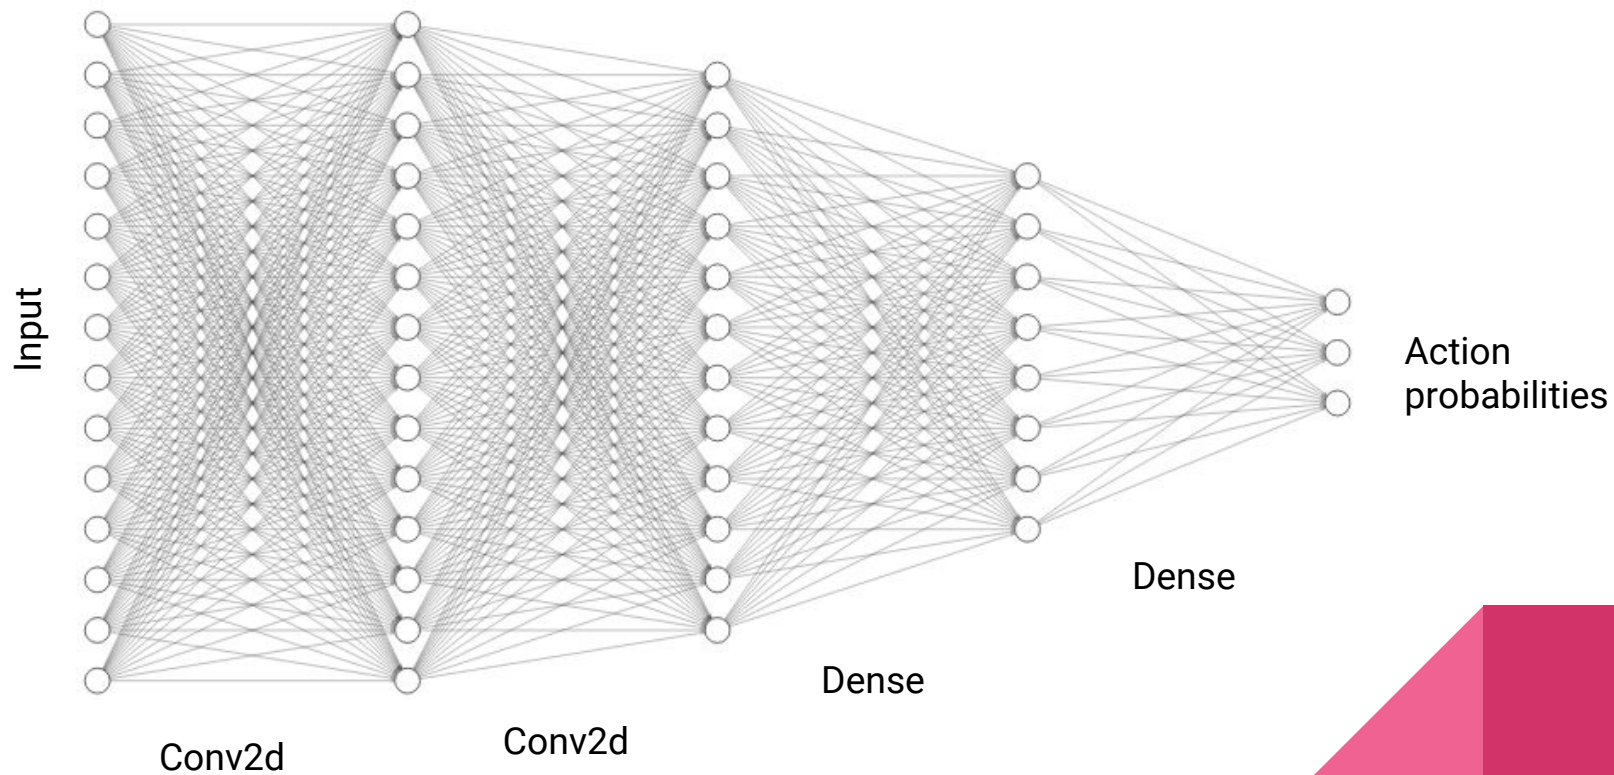 Input
Conv2d
Conv2d
Dense
Dense
Action
probabilities